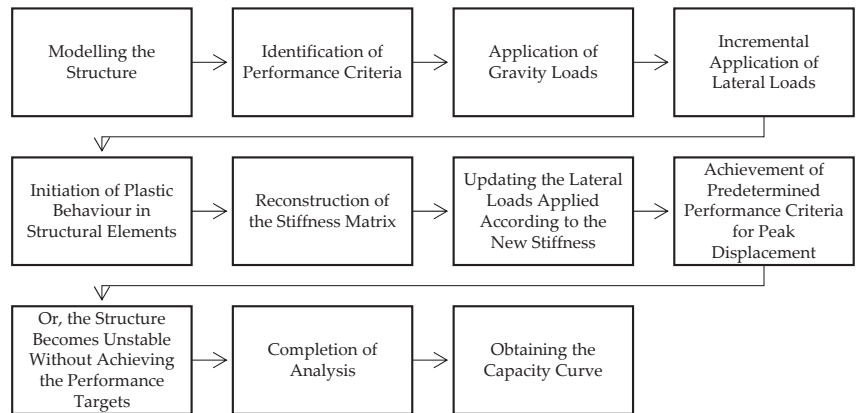 Modelling the
Structure
Identification of
Performance Criteria
Application of
Gravity Loads
Incremental
Application of
Lateral Loads
Initiation of Plastic
Behaviour in
Structural Elements
Reconstruction of
the Stiffness Matrix
Updating the Lateral
Loads Applied
According to the
New Stiffness
Achievement of
Predetermined
Performance Criteria
for Peak
Displacement
Or, the Structure
Becomes Unstable
Without Achieving
the Performance
Targets
Completion of
Analysis
Obtaining the
Capacity Curve